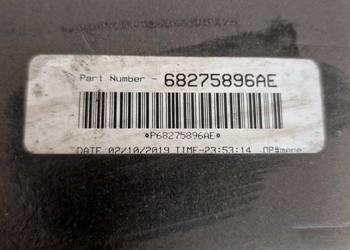 Part Number - 68275896AE
*P68275896AE*
DATE 02/10/2019 TIME-23:53:14